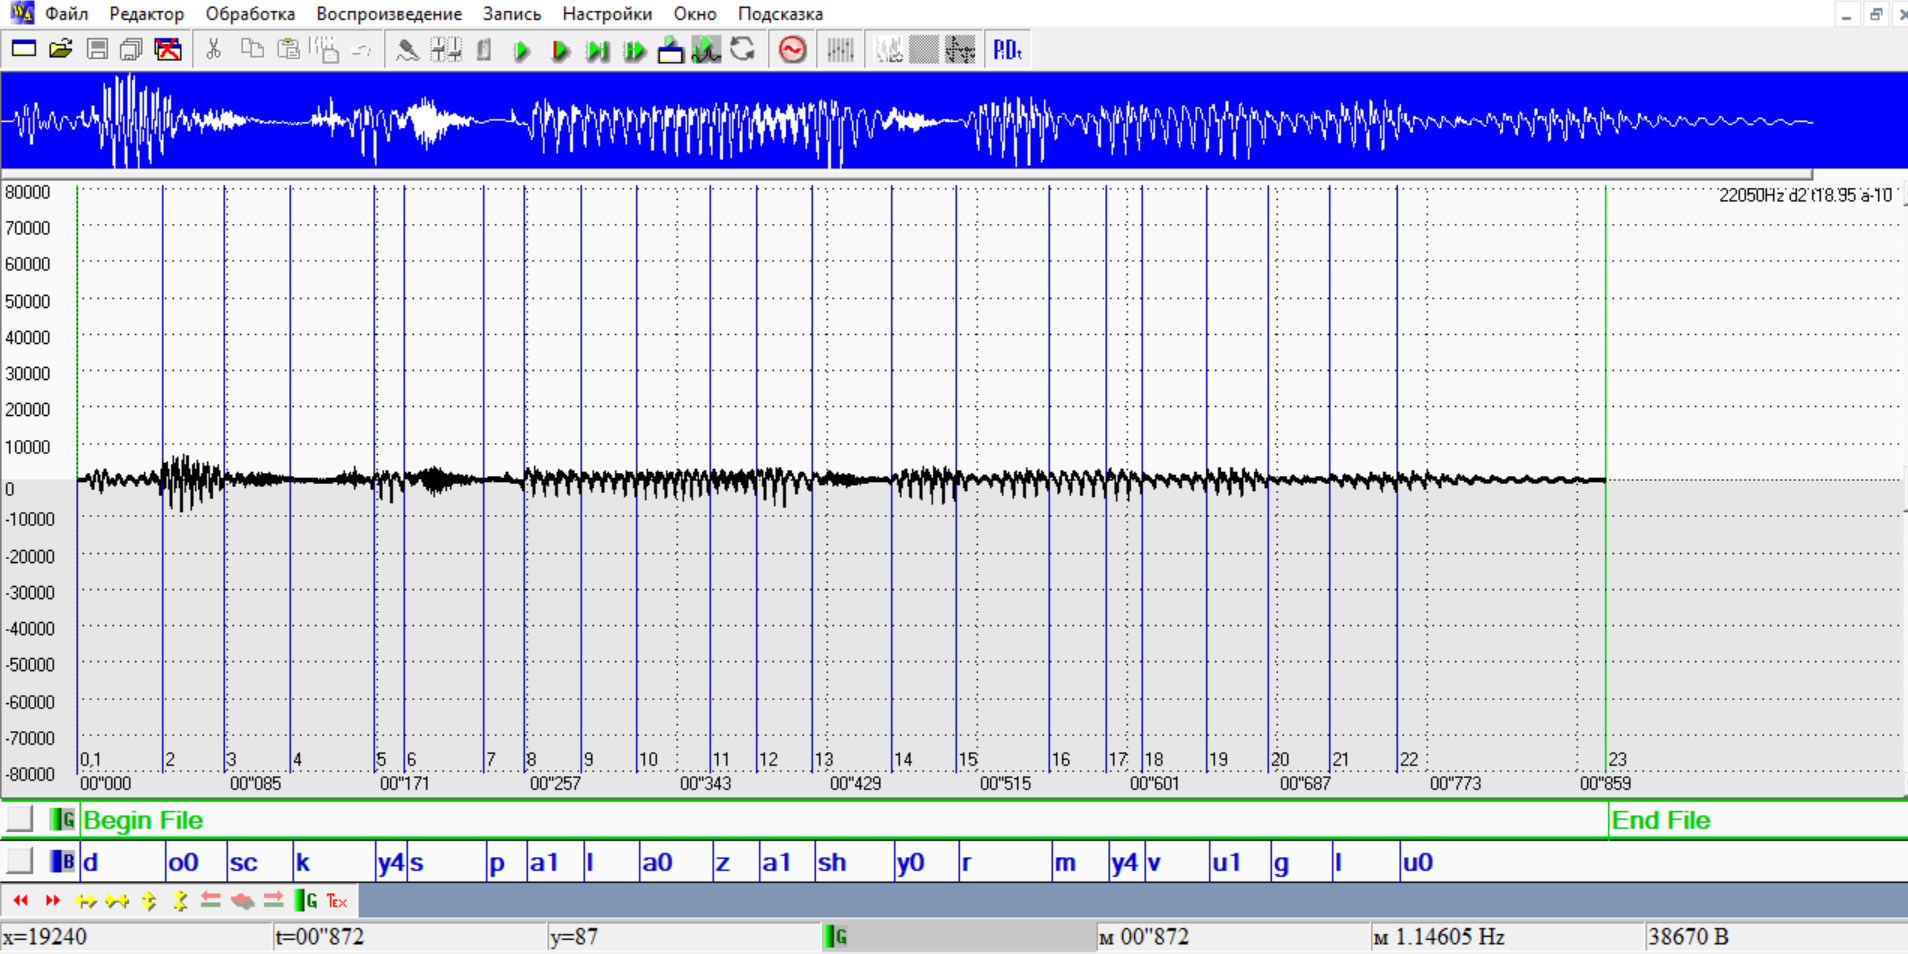 Файл Редактор Обработка Воспроизведение Запись Настройки Окно Подсказка
P.D.t
22050Hz d2 t18.95 a-10
80000
70000
60000
50000
40000
30000
20000
10000
0
-10000
-20000
-30000
-40000
-50000
-60000
-70000
-80000
0,1 2 3 4 5 6 7 8 9 10 11 12 13 14 15 16 17 18 19 20 21 22 23
00"000 00"085 00"171 00"257 00"343 00"429 00"515 00"601 00"687 00"773 00"859
G Begin File End File
B d o0 sc k y4 s p a1 l a0 z a1 sh y0 r m y4 v u1 g l u0
G TEX
x=19240 t=00"872 y=87 G м 00"872 м 1.14605 Hz 38670 B